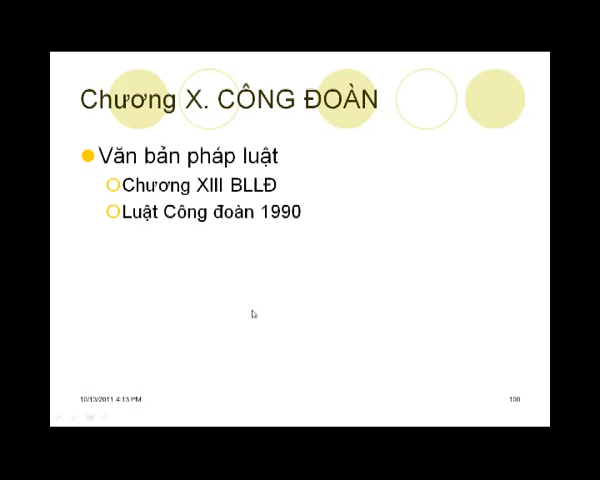 Chương X. CÔNG ĐOÀN
Văn bản pháp luật
Chương XIII BLLĐ
Luật Công đoàn 1990
10/13/2011 4:13 PM
100